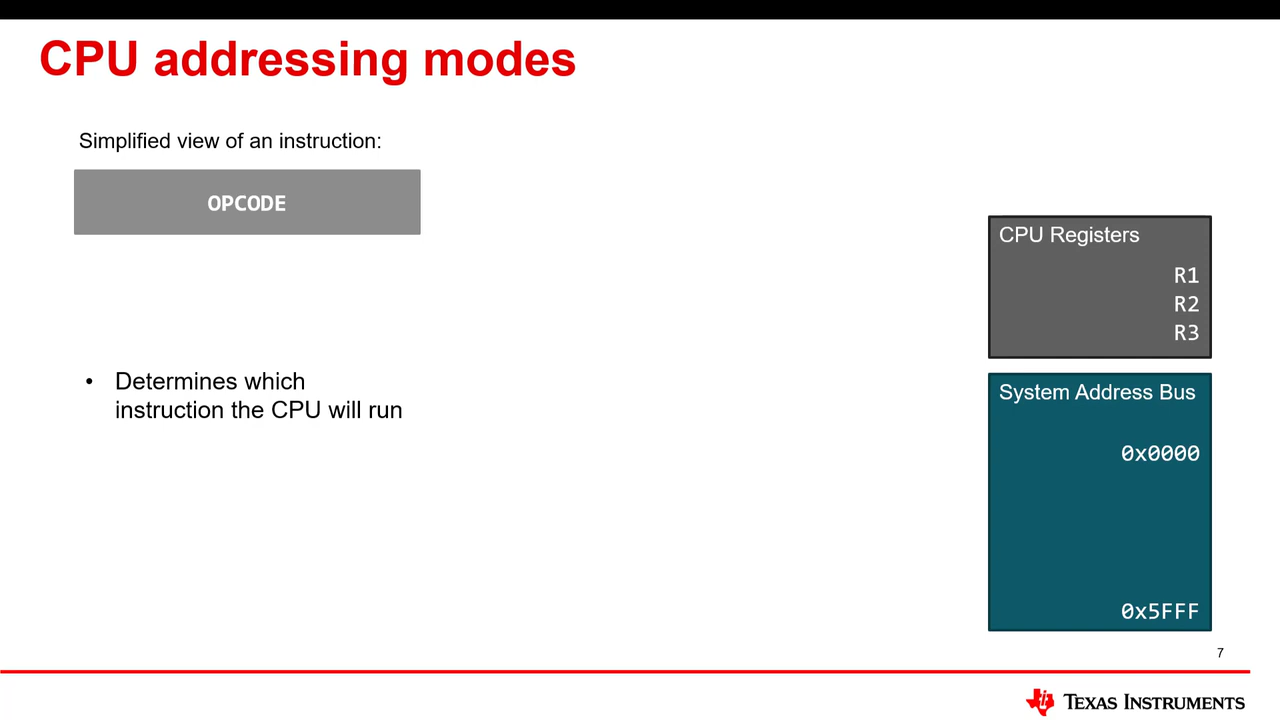 CPU addressing modes
Simplified view of an instruction:
OPCODE
• Determines which
instruction the CPU will run
CPU Registers
R1
R2
R3
System Address Bus
0x0000
0x5FFF
7
TEXAS INSTRUMENTS